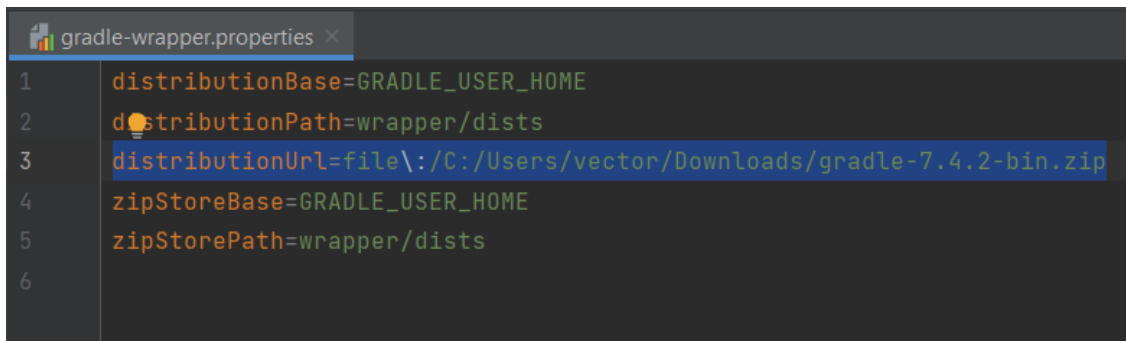 gradle-wrapper.properties
1 distributionBase=GRADLE_USER_HOME
2 distributionPath=wrapper/dists
3 distributionUrl=file\:/C:/Users/vector/Downloads/gradle-7.4.2-bin.zip
4 zipStoreBase=GRADLE_USER_HOME
5 zipStorePath=wrapper/dists
6